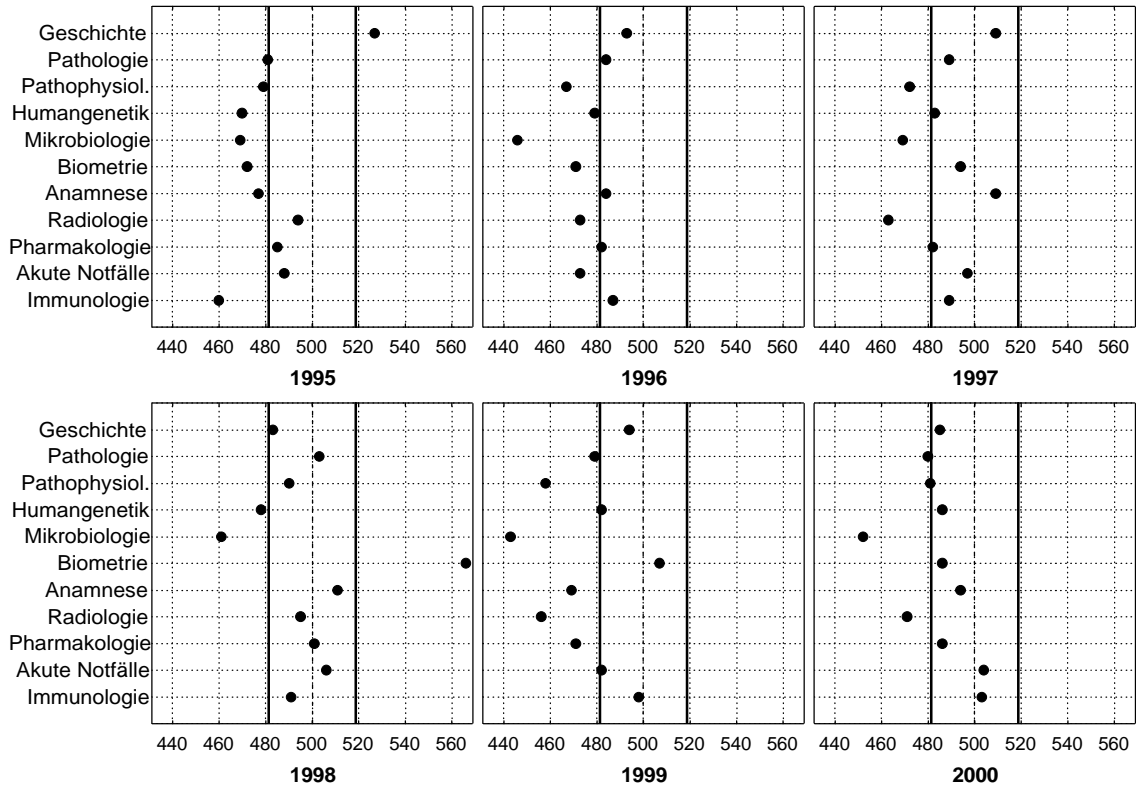 Geschichte
Pathologie
Pathophysiol.
Humangenetik
Mikrobiologie
Biometrie
Anamnese
Radiologie
Pharmakologie
Akute Notfälle
Immunologie
440 460 480 500 520 540 560
1995
440 460 480 500 520 540 560
1996
440 460 480 500 520 540 560
1997
Geschichte
Pathologie
Pathophysiol.
Humangenetik
Mikrobiologie
Biometrie
Anamnese
Radiologie
Pharmakologie
Akute Notfälle
Immunologie
440 460 480 500 520 540 560
1998
440 460 480 500 520 540 560
1999
440 460 480 500 520 540 560
2000